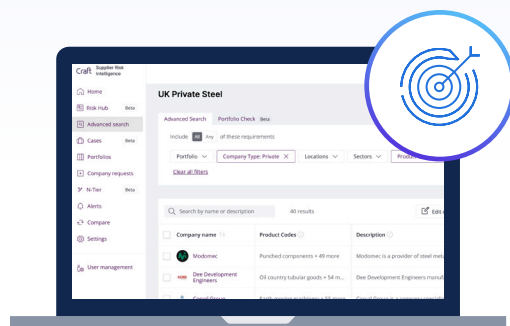 Craft Supplier Risk
Intelligence
Home
Risk Hub Beta
Advanced search
Cases Beta
Portfolios
Company requests
N-Tier Beta
Alerts
Compare
Settings
User management
UK Private Steel
Advanced Search Portfolio Check Beta
Include All Any of these requirements
Portfolio Company Type: Private X Locations Sectors Produc
Clear all filters
Search by name or description 40 results Edit
Company name Product Codes Description
Modomec Punched components + 49 more Modomec is a provider of steel met
Dee Development
Engineers Oil country tubular goods + 54 m... Dee Development Engineers manufa